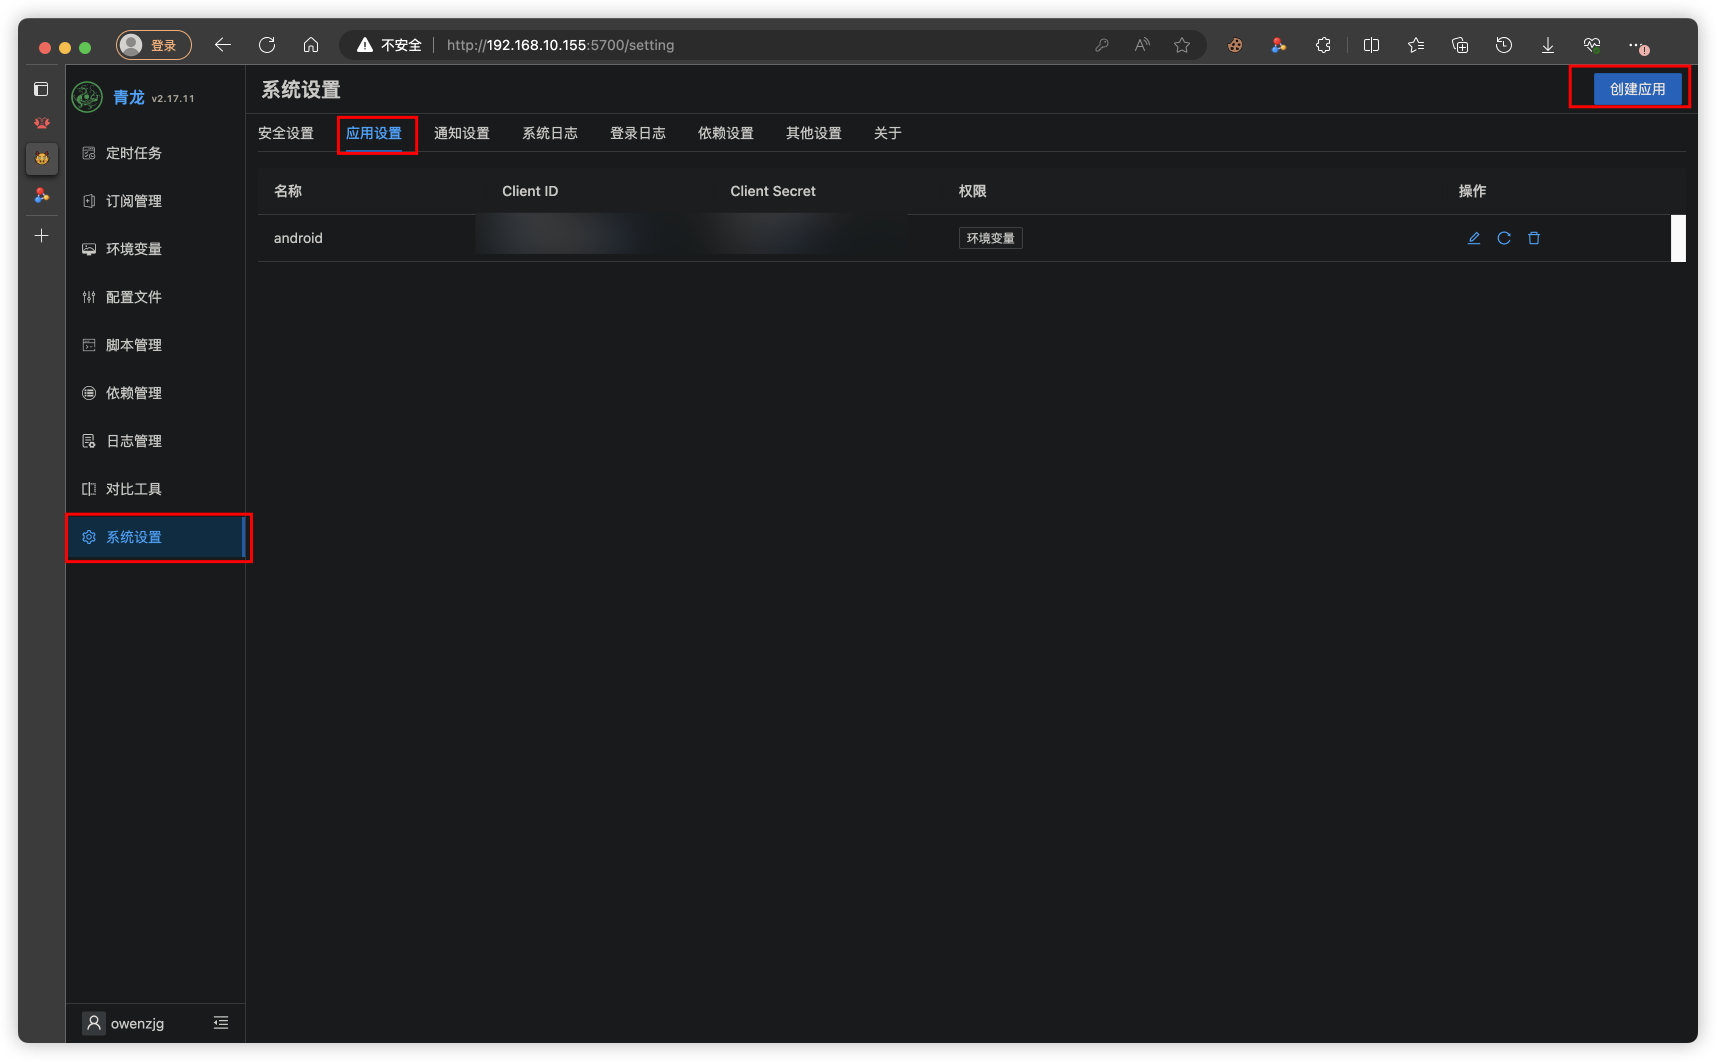 登录
不安全
http://192.168.10.155:5700/setting
青龙 v2.17.11
定时任务
订阅管理
环境变量
配置文件
脚本管理
依赖管理
日志管理
对比工具
系统设置
owenzjg
系统设置
创建应用
安全设置 应用设置 通知设置 系统日志 登录日志 依赖设置 其他设置 关于
名称 Client ID Client Secret 权限 操作
android 环境变量